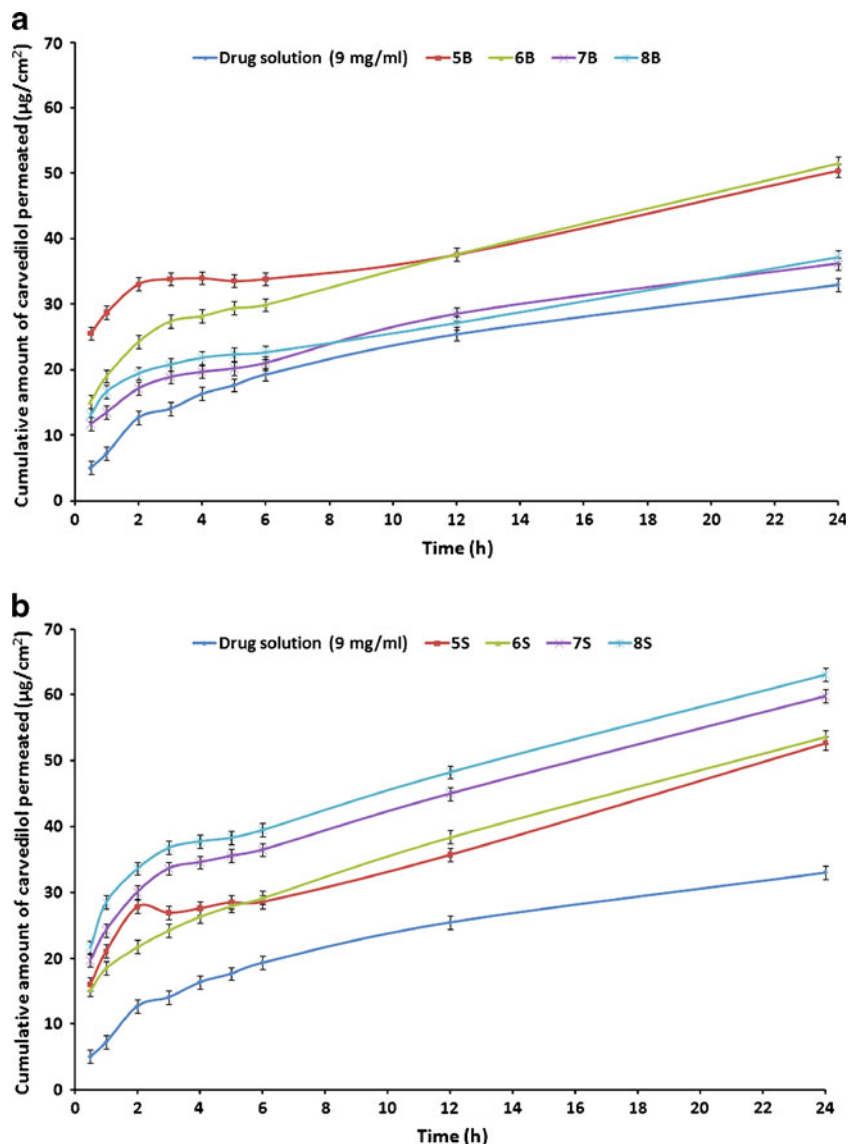 a
70
Drug solution (9 mg/ml) 5B 6B 7B 8B
60
50
40
30
20
10
0
Cumulative amount of carvedilol permeated (µg/cm²)
0 2 4 6 8 10 12 14 16 18 20 22 24
Time (h)
b
70
Drug solution (9 mg/ml) 5S 6S 7S 8S
60
50
40
30
20
10
0
Cumulative amount of carvedilol permeated (µg/cm²)
0 2 4 6 8 10 12 14 16 18 20 22 24
Time (h)